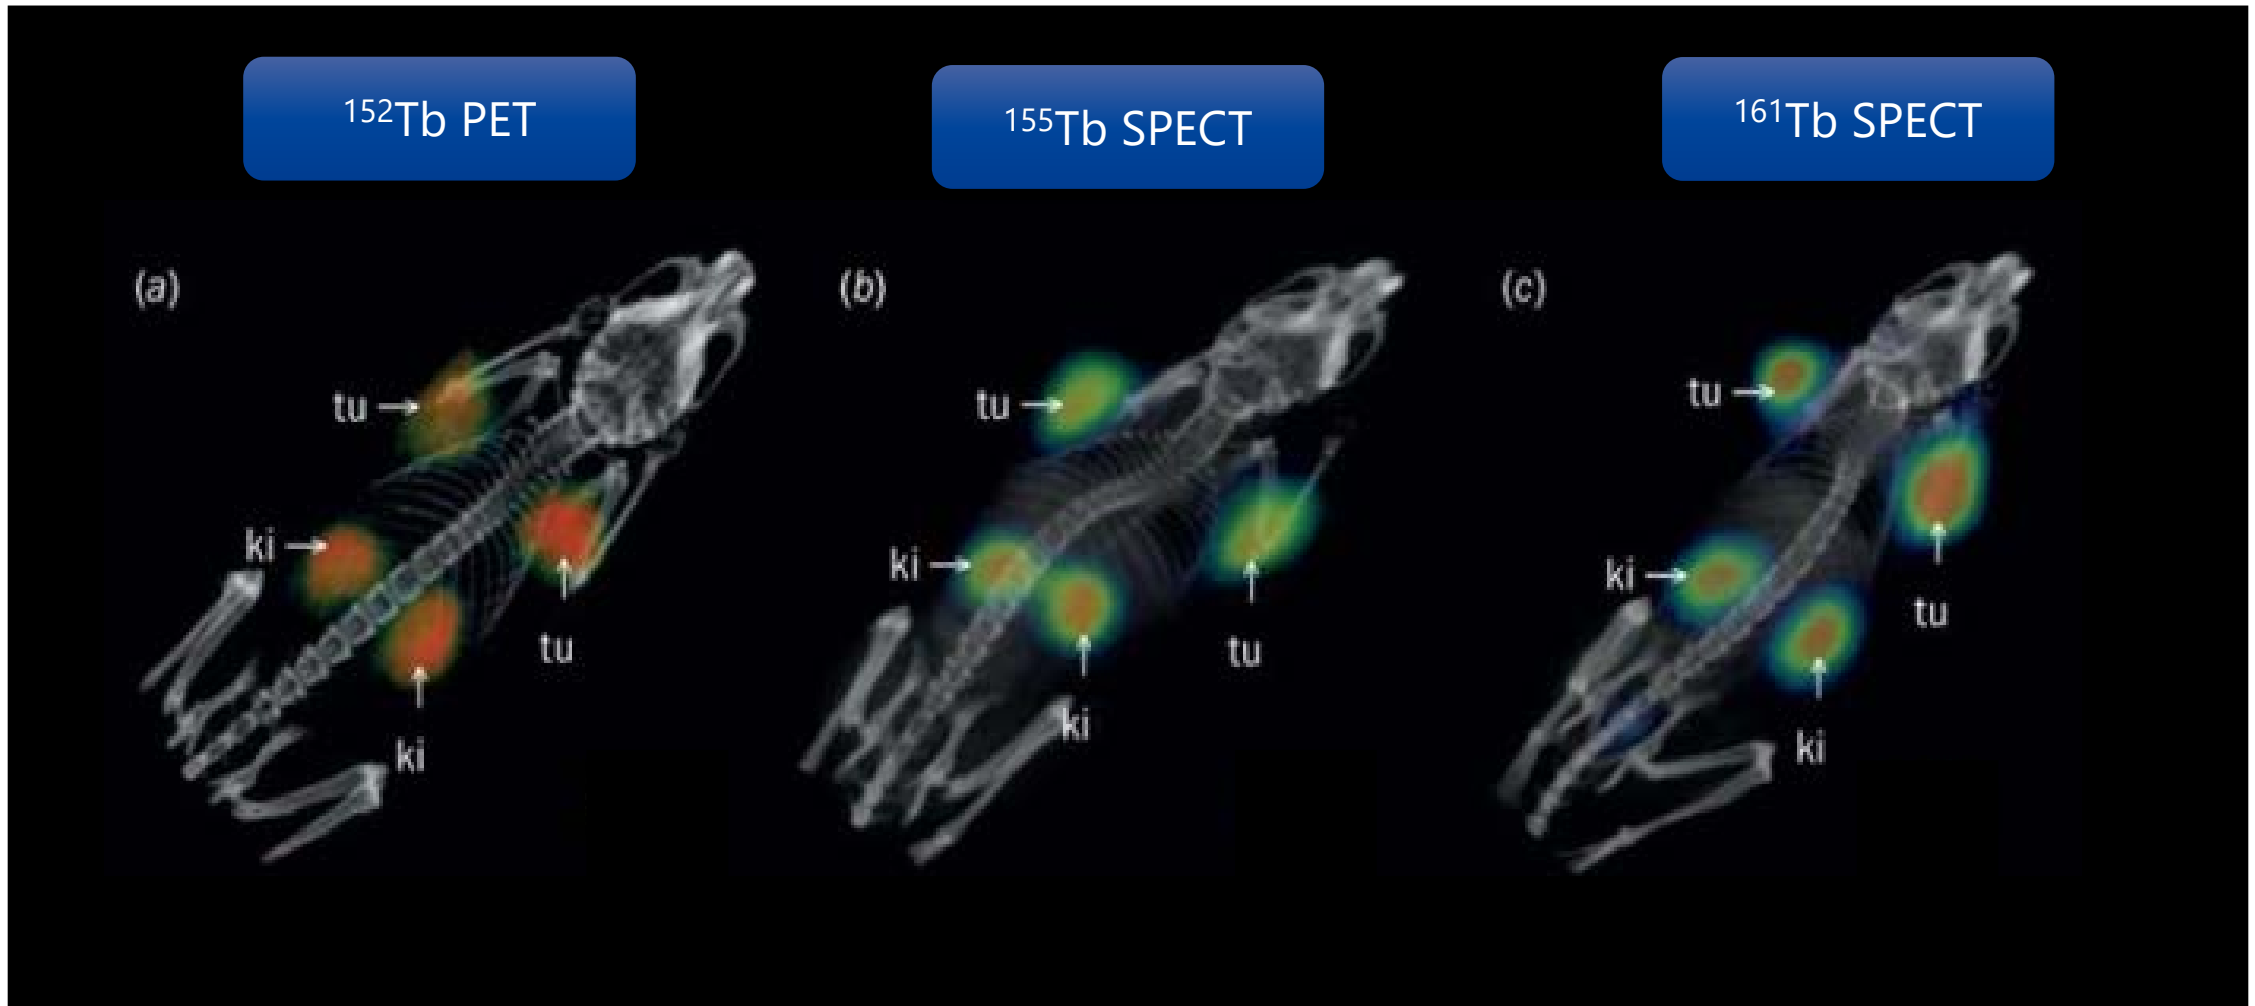 ¹⁵²Tb PET
¹⁵⁵Tb SPECT
¹⁶¹Tb SPECT
(a)
tu
ki
tu
ki
(b)
tu
ki
tu
ki
(c)
tu
ki
tu
ki